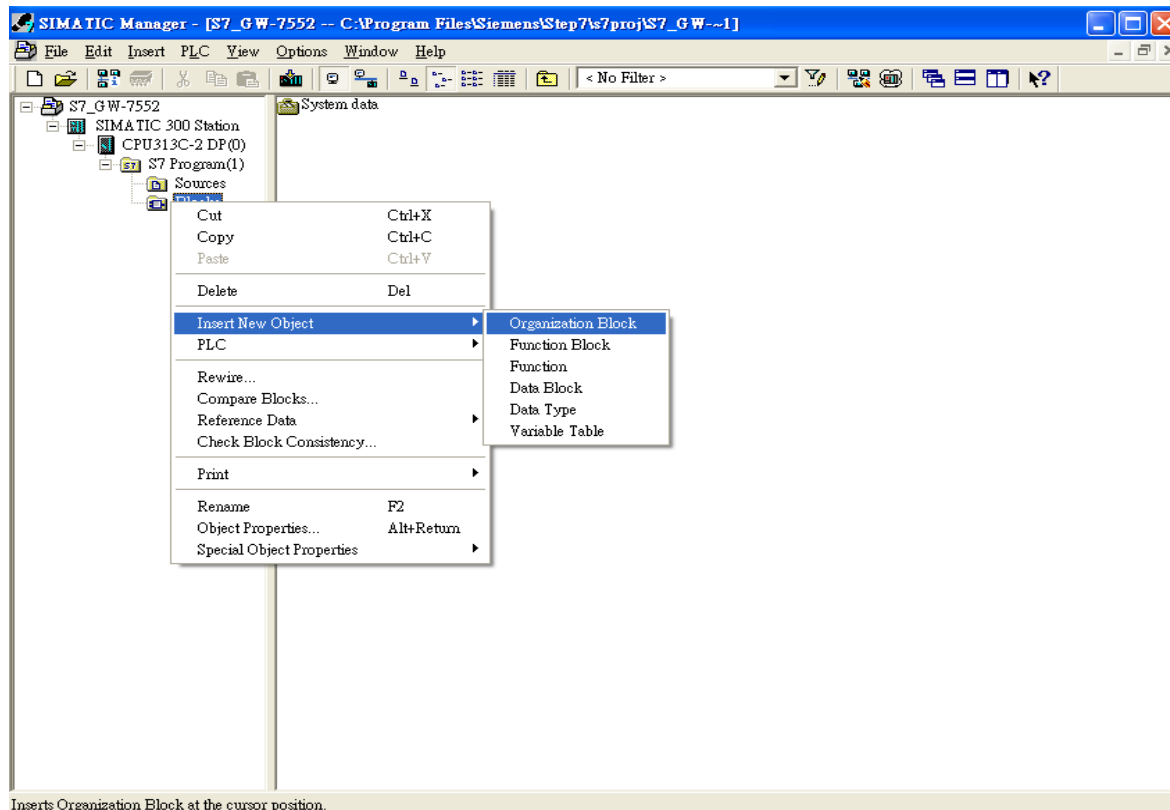 SIMATIC Manager - [S7_GW-7552 -- C:\Program Files\Siemens\Step7\s7proj\S7_GW-~1]
File Edit Insert PLC View Options Window Help
< No Filter >
S7_GW-7552
System data
SIMATIC 300 Station
CPU313C-2 DP(0)
S7 Program(1)
Sources
Blocks
Cut Ctrl+X
Copy Ctrl+C
Paste Ctrl+V
Delete Del
Insert New Object
PLC
Rewire...
Compare Blocks...
Reference Data
Check Block Consistency...
Print
Rename F2
Object Properties... Alt+Return
Special Object Properties
Organization Block
Function Block
Function
Data Block
Data Type
Variable Table
Inserts Organization Block at the cursor position.